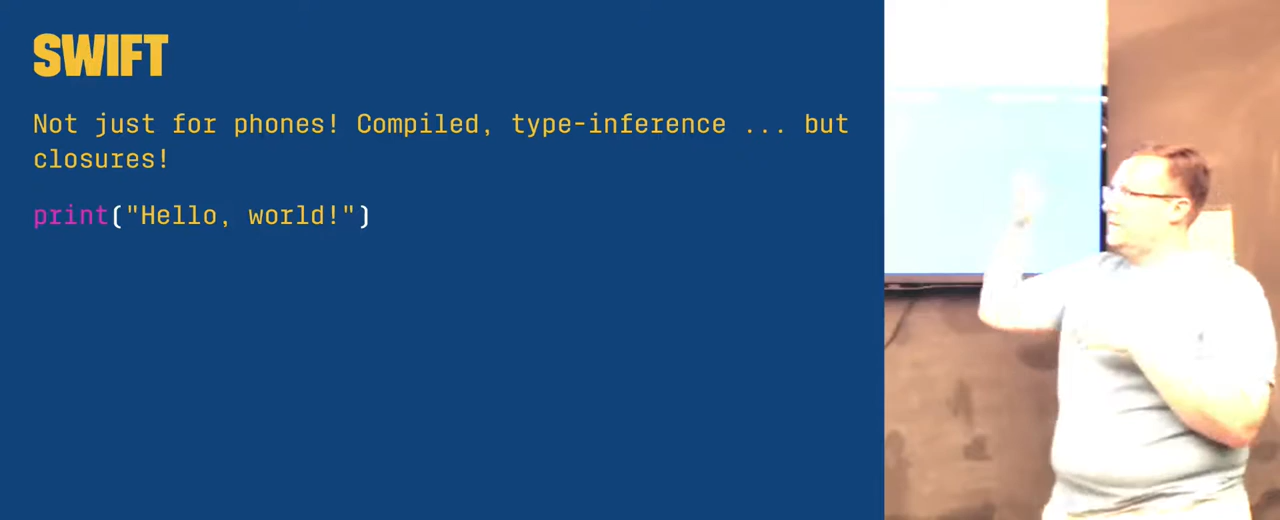 SWIFT
Not just for phones! Compiled, type-inference ... but
closures!
print("Hello, world!")